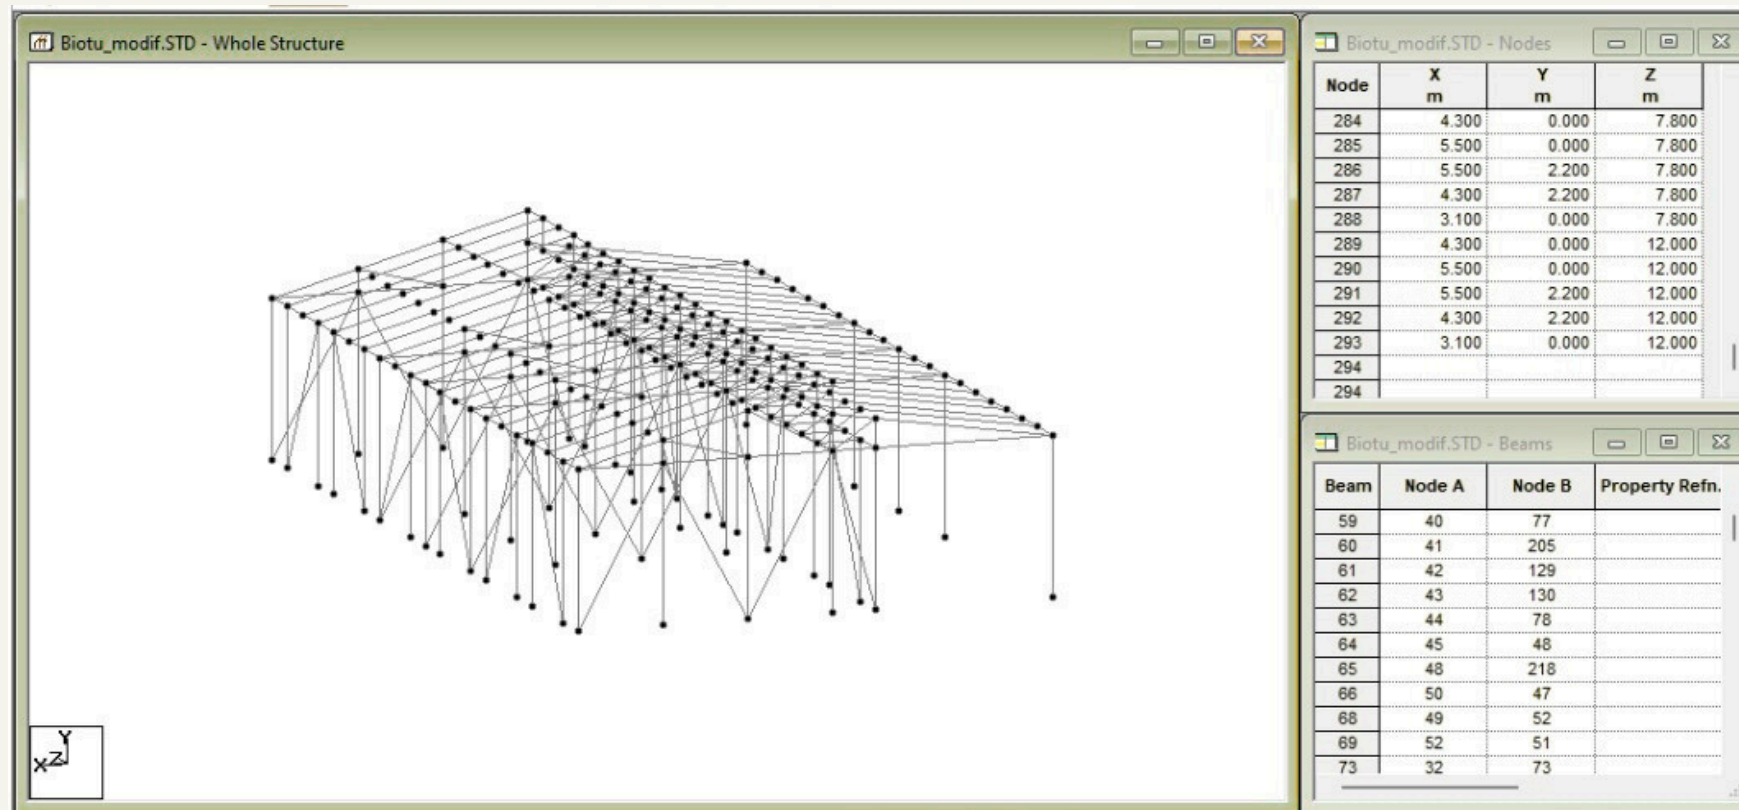 Biotu_modif.STD - Whole Structure
Y
X Z
Biotu_modif.STD - Nodes
Node X m Y m Z m
284 4.300 0.000 7.800
285 5.500 0.000 7.800
286 5.500 2.200 7.800
287 4.300 2.200 7.800
288 3.100 0.000 7.800
289 4.300 0.000 12.000
290 5.500 0.000 12.000
291 5.500 2.200 12.000
292 4.300 2.200 12.000
293 3.100 0.000 12.000
294
294
Biotu_modif.STD - Beams
Beam Node A Node B Property Refn.
59 40 77
60 41 205
61 42 129
62 43 130
63 44 78
64 45 48
65 48 218
66 50 47
68 49 52
69 52 51
73 32 73